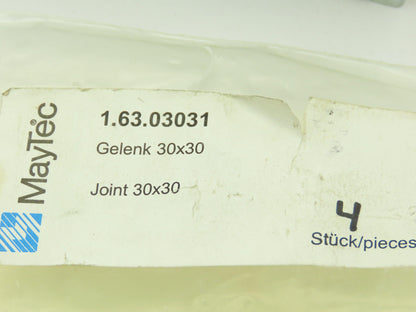 MayTec
1.63.03031
Gelenk 30x30
Joint 30x30
4
Stück/pieces